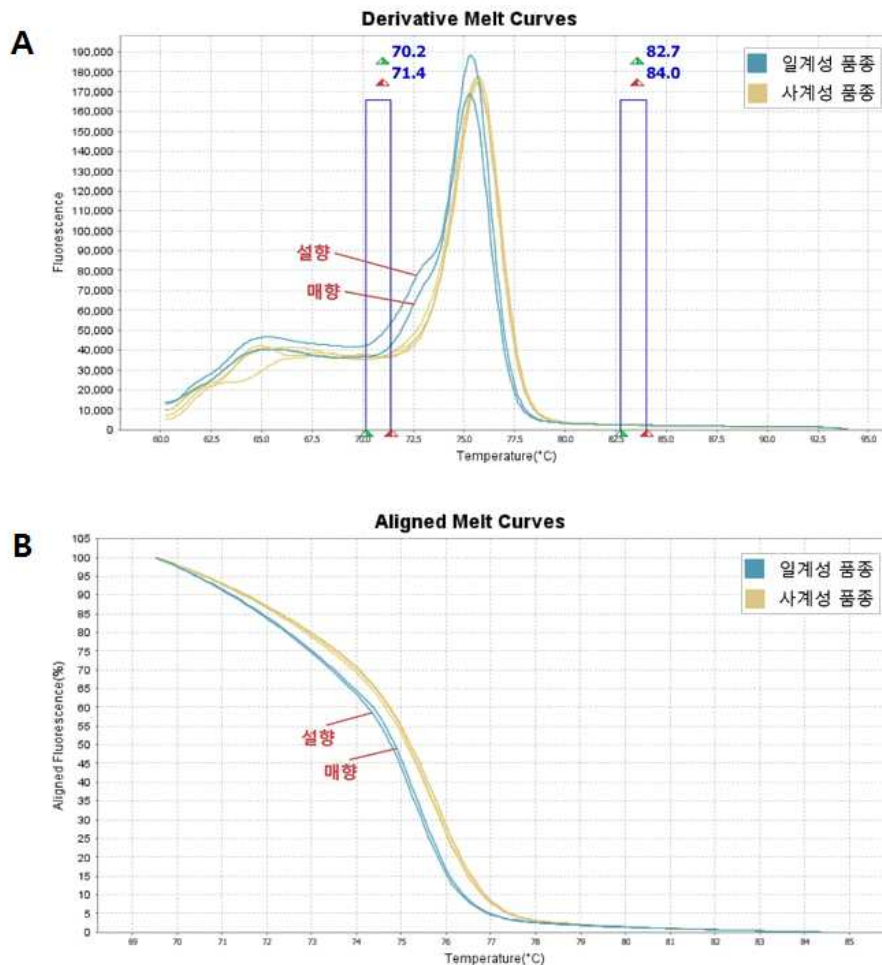 A
Derivative Melt Curves
70.2
71.4
82.7
84.0
일계성 품종
사계성 품종
190,000
180,000
170,000
160,000
150,000
140,000
130,000
120,000
110,000
100,000
90,000
80,000
70,000
60,000
50,000
40,000
30,000
20,000
10,000
0
Fluorescence
설향
매향
60.0 62.5 65.0 67.5 70.0 72.5 75.0 77.5 80.0 82.5 85.0 87.5 90.0 92.5 95.0
Temperature(°C)
B
Aligned Melt Curves
일계성 품종
사계성 품종
105
100
95
90
85
80
75
70
65
60
55
50
45
40
35
30
25
20
15
10
5
0
Aligned Fluorescence(%)
설향
매향
69 70 71 72 73 74 75 76 77 78 79 80 81 82 83 84 85
Temperature(°C)